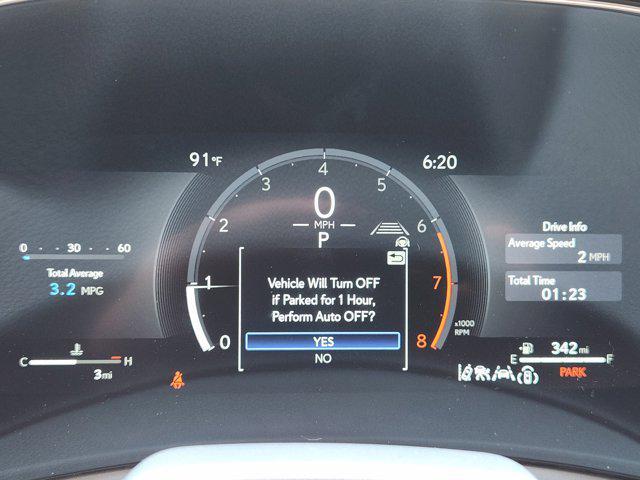 91°F
6:20
0 30 60
Total Average
3.2 MPG
C H
3 mi
0 1 2 3 4 5 6 7 8
x1000
RPM
0
MPH
P
Vehicle Will Turn OFF
if Parked for 1 Hour,
Perform Auto OFF?
YES
NO
Drive Info
Average Speed
2 MPH
Total Time
01:23
342 mi
E F
PARK